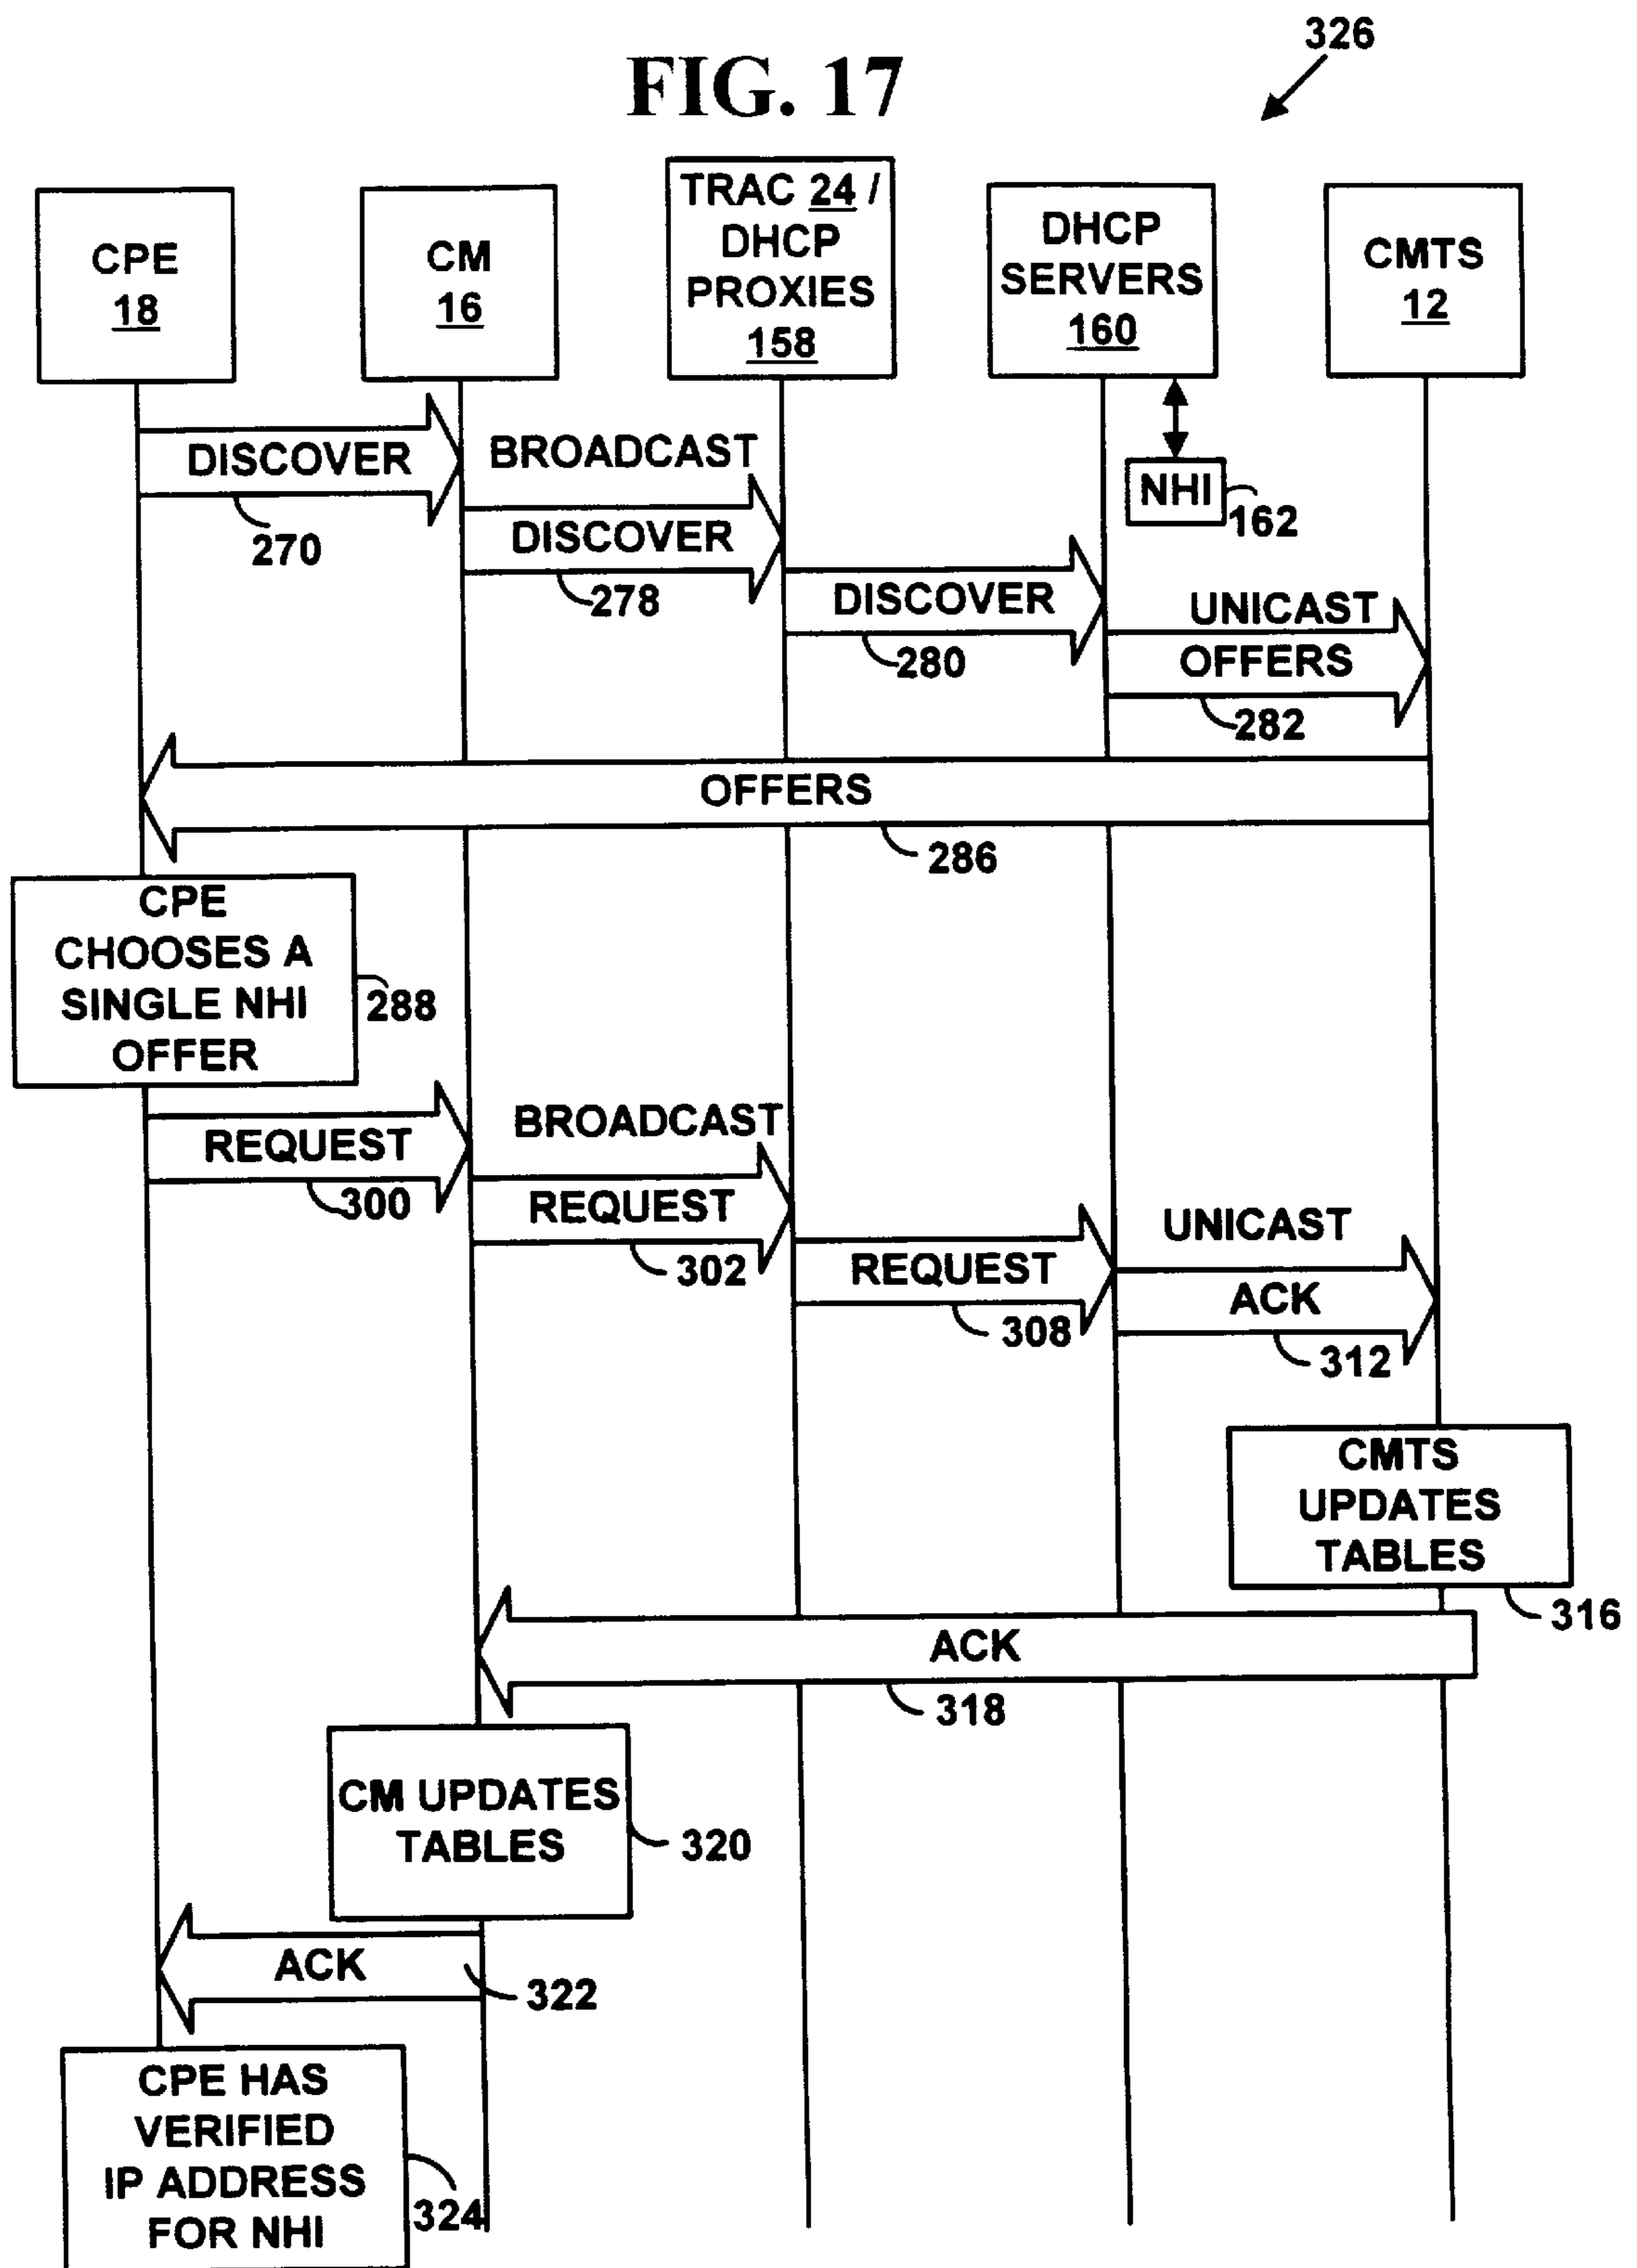 326
FIG. 17
CPE
18
CM
16
TRAC 24 /
DHCP
PROXIES
158
DHCP
SERVERS
160
CMTS
12
DISCOVER
270
BROADCAST
DISCOVER
278
NHI
162
DISCOVER
280
UNICAST
OFFERS
282
OFFERS
286
CPE
CHOOSES A
SINGLE NHI
OFFER
288
REQUEST
300
BROADCAST
REQUEST
302
REQUEST
308
UNICAST
ACK
312
CMTS
UPDATES
TABLES
316
ACK
318
CM UPDATES
TABLES
320
ACK
322
CPE HAS
VERIFIED
IP ADDRESS
FOR NHI
324